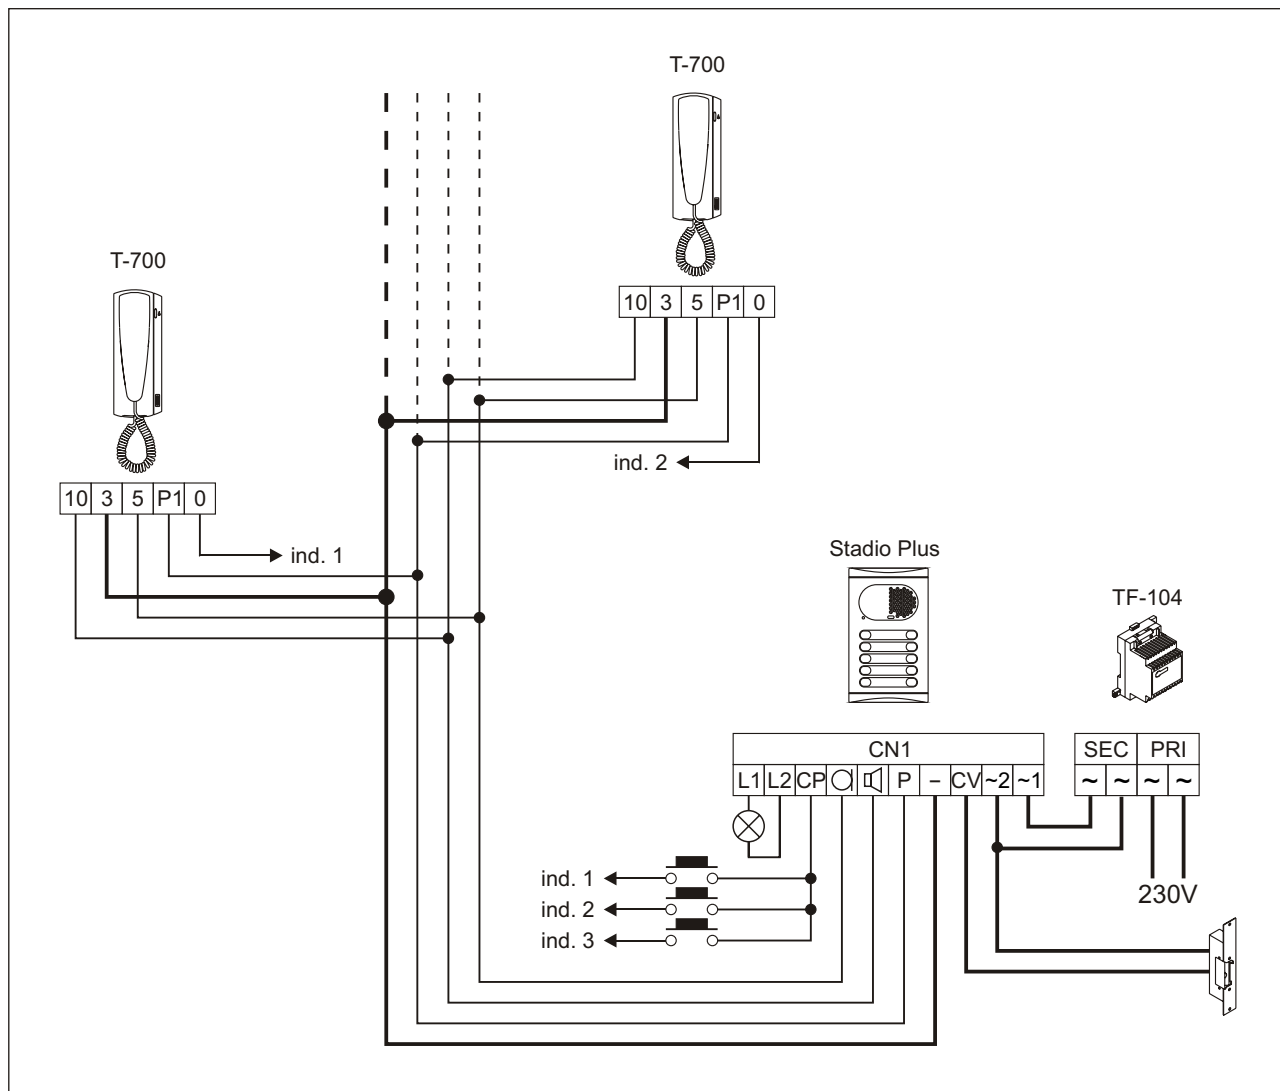 T-700
10 3 5 P1 0
ind. 2
T-700
10 3 5 P1 0
ind. 1
Stadio Plus
TF-104
CN1
L1 L2 CP P – CV ~2 ~1
SEC PRI
~ ~ ~ ~
230V
ind. 1
ind. 2
ind. 3